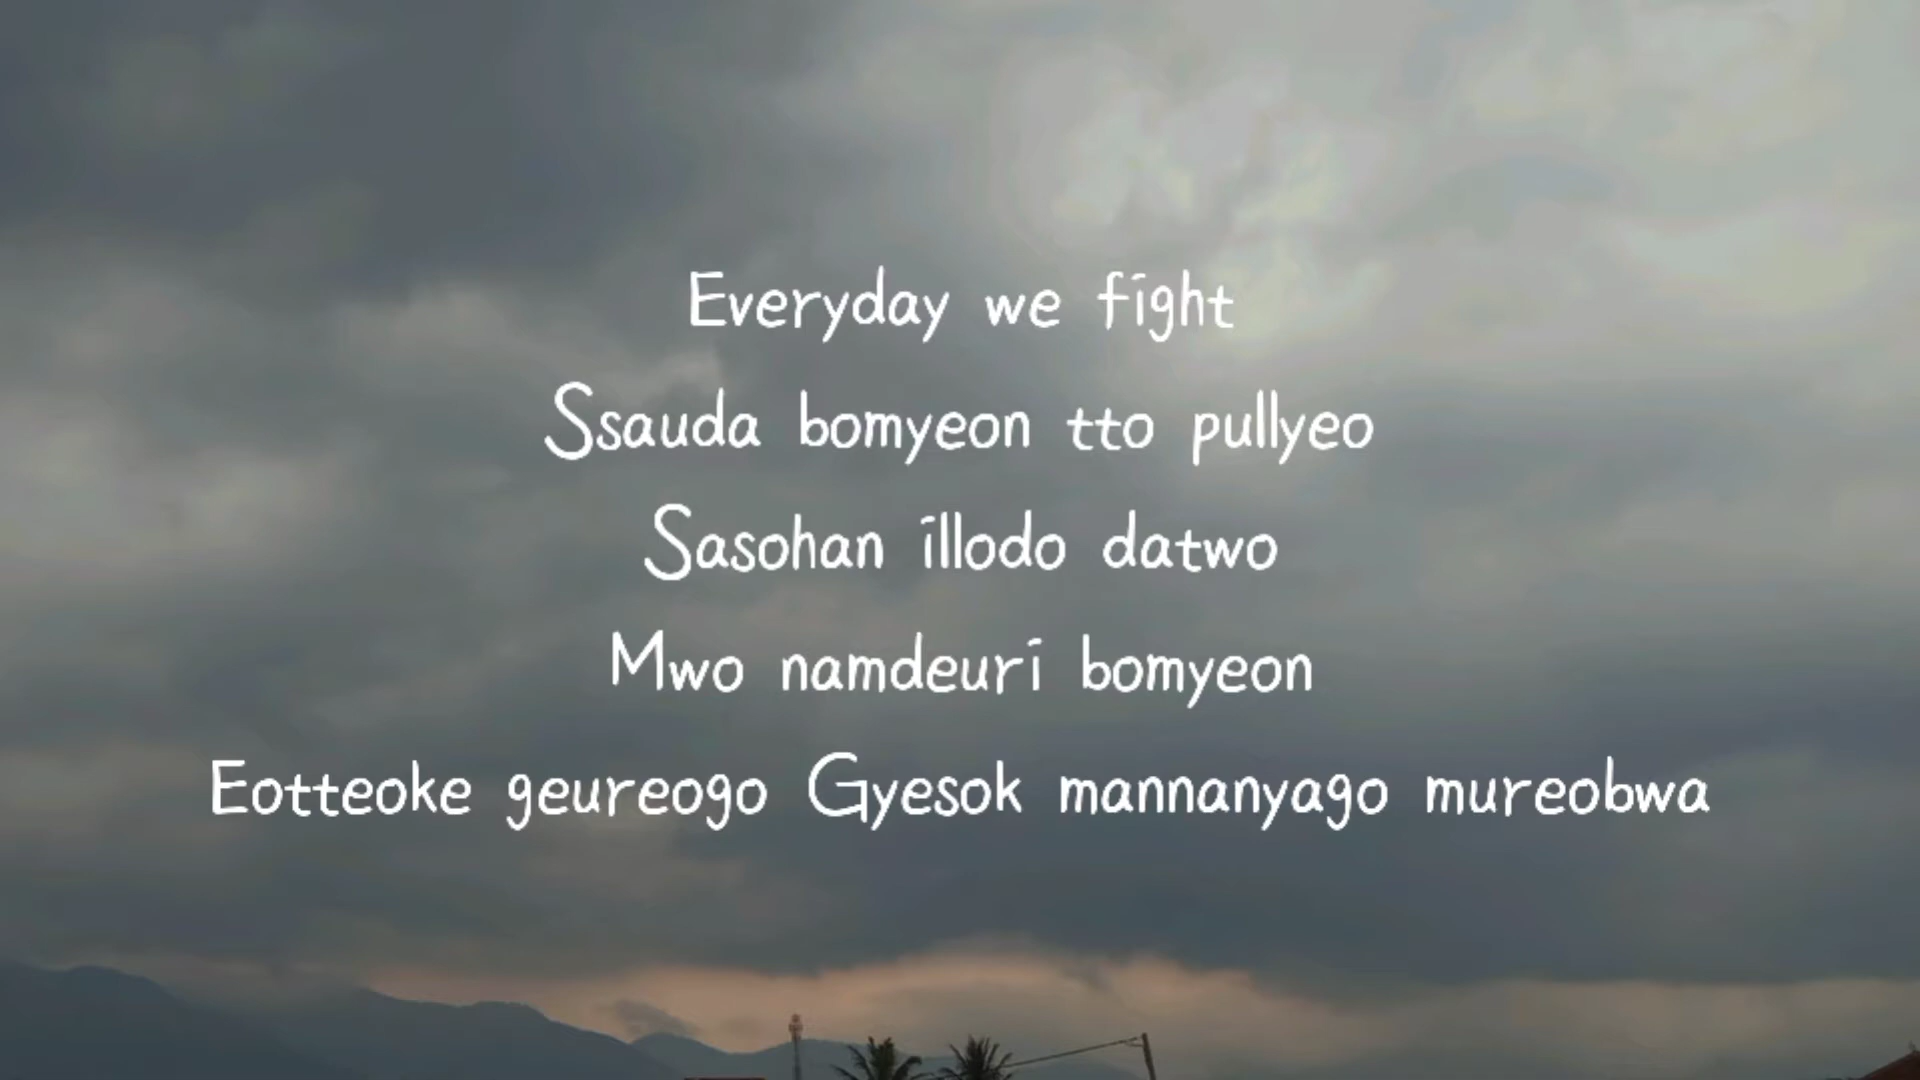 Everyday we fight
Ssauda bomyeon tto pullyeo
Sasohan illodo datwo
Mwo namdeuri bomyeon
Eotteoke geureogo Gyesok mannanyago mureobwa